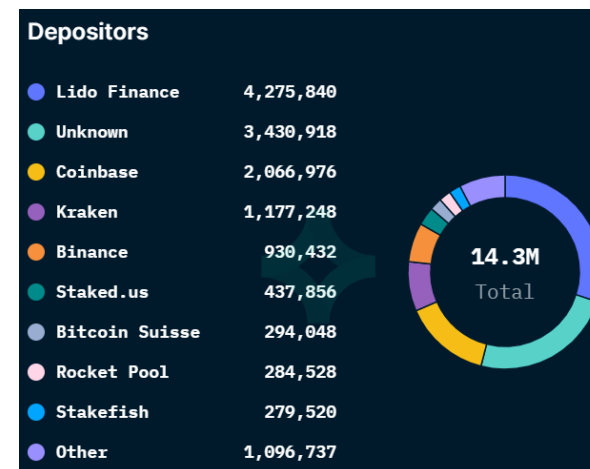 Depositors
Lido Finance 4,275,840
Unknown 3,430,918
Coinbase 2,066,976
Kraken 1,177,248
Binance 930,432
Staked.us 437,856
Bitcoin Suisse 294,048
Rocket Pool 284,528
Stakefish 279,520
Other 1,096,737
14.3M
Total